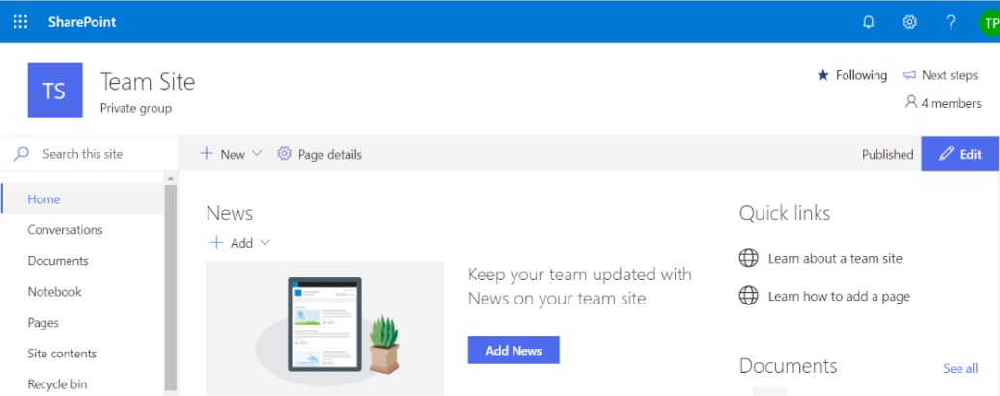 SharePoint
?
TP
TS
Team Site
Private group
Following
Next steps
4 members
Search this site
New
Page details
Published
Edit
Home
Conversations
Documents
Notebook
Pages
Site contents
Recycle bin
News
Add
Keep your team updated with
News on your team site
Add News
Quick links
Learn about a team site
Learn how to add a page
Documents
See all